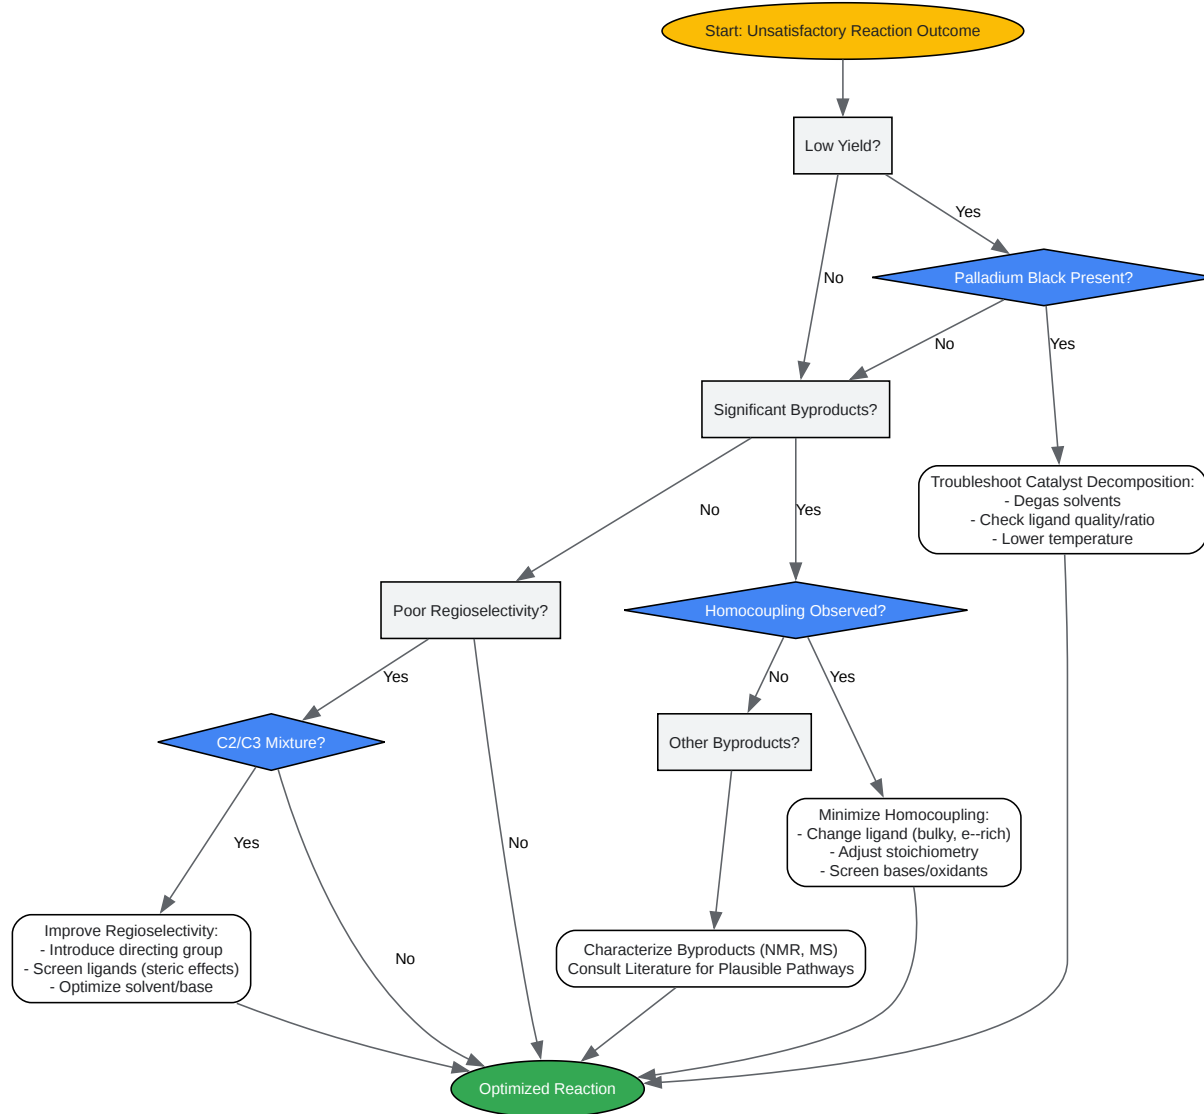 Start: Unsatisfactory Reaction Outcome
Low Yield?
Yes
No
Palladium Black Present?
No
Yes
Significant Byproducts?
Troubleshoot Catalyst Decomposition:
- Degas solvents
- Check ligand quality/ratio
- Lower temperature
No
Yes
Poor Regioselectivity?
Homocoupling Observed?
Yes
No
Yes
C2/C3 Mixture?
Other Byproducts?
Minimize Homocoupling:
- Change ligand (bulky, e--rich)
- Adjust stoichiometry
- Screen bases/oxidants
Yes
No
Improve Regioselectivity:
- Introduce directing group
- Screen ligands (steric effects)
- Optimize solvent/base
No
Characterize Byproducts (NMR, MS)
Consult Literature for Plausible Pathways
Optimized Reaction